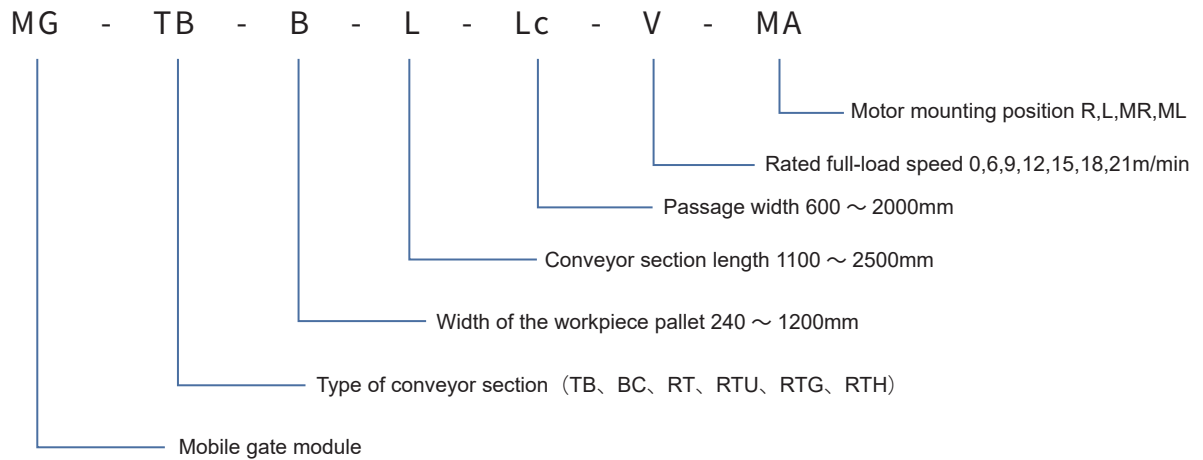 MG - TB - B - L - Lc - V - MA
Motor mounting position R,L,MR,ML
Rated full-load speed 0,6,9,12,15,18,21m/min
Passage width 600 ～ 2000mm
Conveyor section length 1100 ～ 2500mm
Width of the workpiece pallet 240 ～ 1200mm
Type of conveyor section（TB、BC、RT、RTU、RTG、RTH）
Mobile gate module